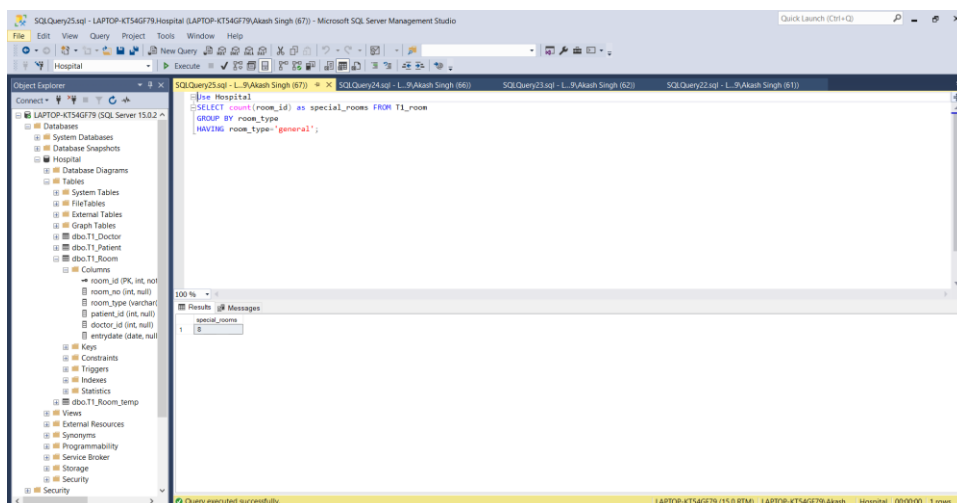 SQLQuery25.sql - LAPTOP-KT54GF79.Hospital (LAPTOP-KT54GF79\Akash Singh (67)) - Microsoft SQL Server Management Studio
Quick Launch (Ctrl+Q)
File Edit View Query Project Tools Window Help
New Query
Hospital
Execute
Object Explorer
SQLQuery25.sql - L...9\Akash Singh (67))
SQLQuery24.sql - L...9\Akash Singh (66))
SQLQuery23.sql - L...9\Akash Singh (62))
SQLQuery22.sql - L...9\Akash Singh (61))
Connect
LAPTOP-KT54GF79 (SQL Server 15.0.2
Databases
System Databases
Database Snapshots
Hospital
Database Diagrams
Tables
System Tables
FileTables
External Tables
Graph Tables
dbo.T1_Doctor
dbo.T1_Patient
dbo.T1_Room
Columns
room_id (PK, int, not
room_no (int, null)
room_type (varchar(
patient_id (int, null)
doctor_id (int, null)
entrydate (date, null
Keys
Constraints
Triggers
Indexes
Statistics
dbo.T1_Room_temp
Views
External Resources
Synonyms
Programmability
Service Broker
Storage
Security
Security
Use Hospital
SELECT count(room_id) as special_rooms FROM T1_room
GROUP BY room_type
HAVING room_type='general';
100 %
Results Messages
special_rooms
1 8
Query executed successfully.
LAPTOP-KT54GF79 (15.0 RTM) LAPTOP-KT54GF79\Akash ... Hospital 00:00:00 1 rows